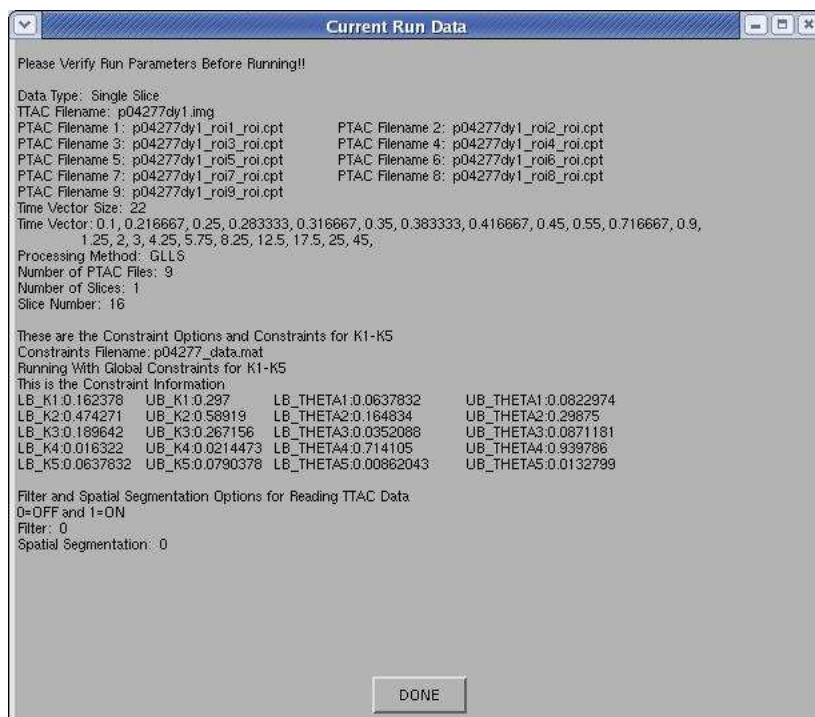 Current Run Data
Please Verify Run Parameters Before Running!!
Data Type: Single Slice
TTAC Filename: p04277dy1.img
PTAC Filename 1: p04277dy1_roi1_roi.cpt PTAC Filename 2: p04277dy1_roi2_roi.cpt
PTAC Filename 3: p04277dy1_roi3_roi.cpt PTAC Filename 4: p04277dy1_roi4_roi.cpt
PTAC Filename 5: p04277dy1_roi5_roi.cpt PTAC Filename 6: p04277dy1_roi6_roi.cpt
PTAC Filename 7: p04277dy1_roi7_roi.cpt PTAC Filename 8: p04277dy1_roi8_roi.cpt
PTAC Filename 9: p04277dy1_roi9_roi.cpt
Time Vector Size: 22
Time Vector: 0.1, 0.216667, 0.25, 0.283333, 0.316667, 0.35, 0.383333, 0.416667, 0.45, 0.55, 0.716667, 0.9,
1.25, 2, 3, 4.25, 5.75, 8.25, 12.5, 17.5, 25, 45,
Processing Method: GLLS
Number of PTAC Files: 9
Number of Slices: 1
Slice Number: 16
These are the Constraint Options and Constraints for K1-K5
Constraints Filename: p04277_data.mat
Running With Global Constraints for K1-K5
This is the Constraint Information
LB_K1:0.162378 UB_K1:0.297 LB_THETA1:0.0637832 UB_THETA1:0.0822974
LB_K2:0.474271 UB_K2:0.58919 LB_THETA2:0.164834 UB_THETA2:0.29875
LB_K3:0.189642 UB_K3:0.267156 LB_THETA3:0.0352088 UB_THETA3:0.0871181
LB_K4:0.016322 UB_K4:0.0214473 LB_THETA4:0.714105 UB_THETA4:0.939786
LB_K5:0.0637832 UB_K5:0.0790378 LB_THETA5:0.00862043 UB_THETA5:0.0132799
Filter and Spatial Segmentation Options for Reading TTAC Data
0=OFF and 1=ON
Filter: 0
Spatial Segmentation: 0
DONE